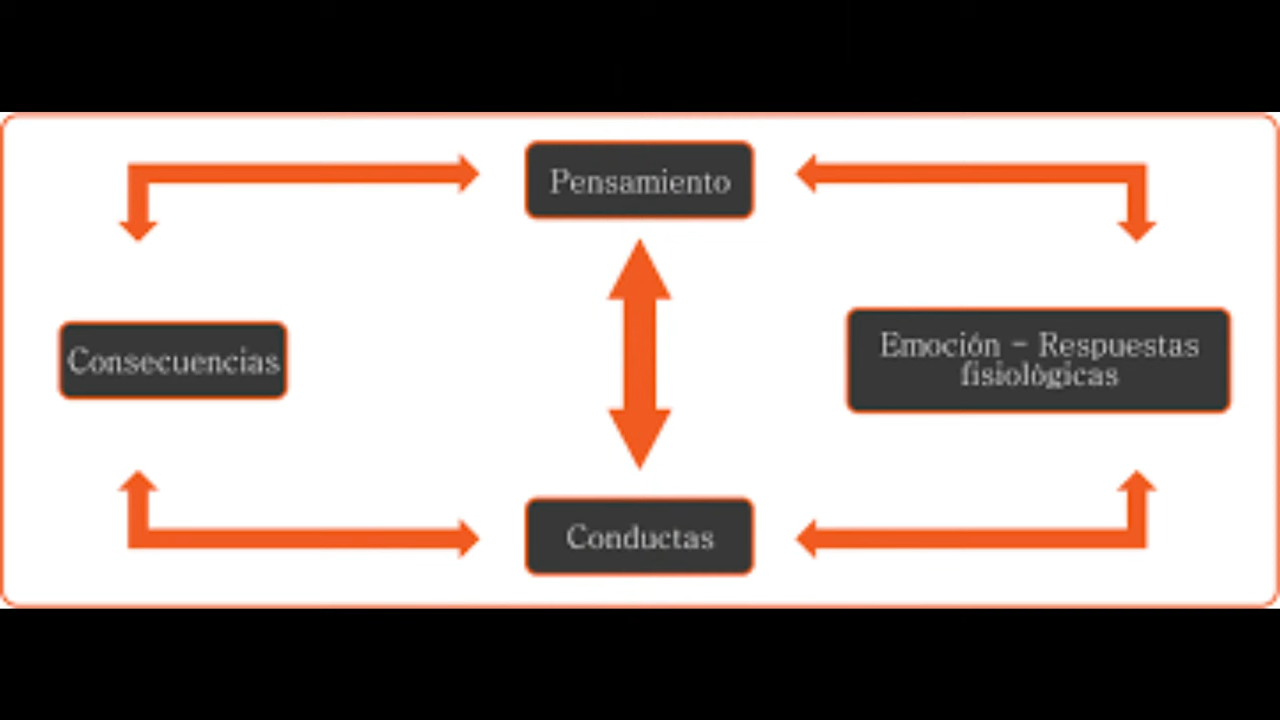 Pensamiento
Consecuencias
Emoción - Respuestas
fisiològicas
Conductas